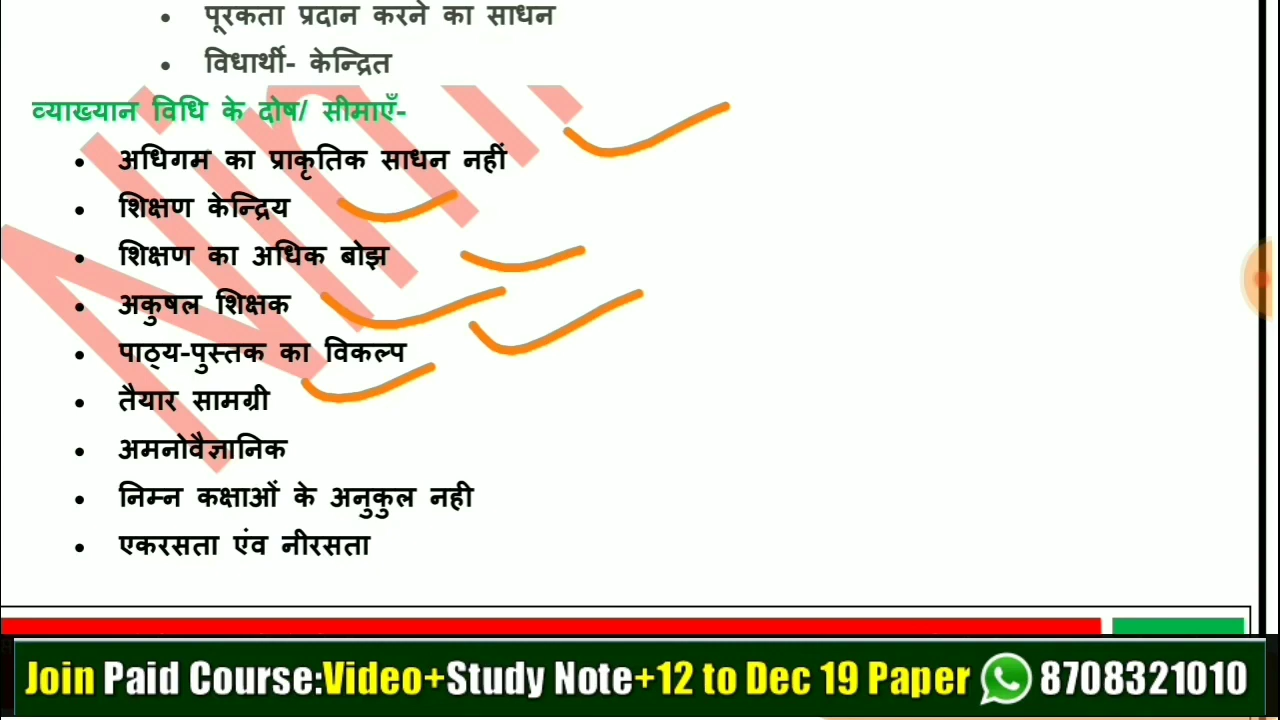 • पूरकता प्रदान करने का साधन
• विधार्थी- केन्द्रित
व्याख्यान विधि के दोष/ सीमाएँ-
• अधिगम का प्राकृतिक साधन नहीं
• शिक्षण केन्द्रिय
• शिक्षण का अधिक बोझ
• अकुषल शिक्षक
• पाठ्य-पुस्तक का विकल्प
• तैयार सामग्री
• अमनोवैज्ञानिक
• निम्न कक्षाओं के अनुकुल नही
• एकरसता एंव नीरसता
Join Paid Course:Video+Study Note+12 to Dec 19 Paper 8708321010